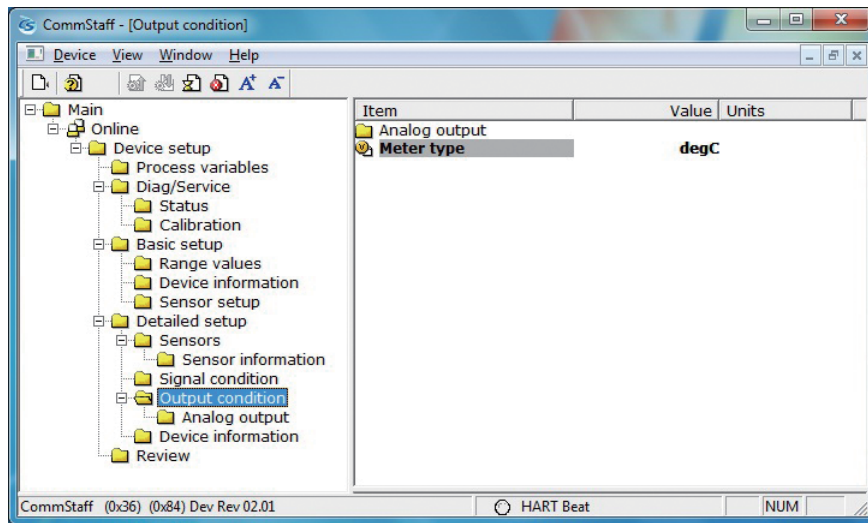 CommStaff - [Output condition]
Device View Window Help
A+ A-
Main
Online
Device setup
Process variables
Diag/Service
Status
Calibration
Basic setup
Range values
Device information
Sensor setup
Detailed setup
Sensors
Sensor information
Signal condition
Output condition
Analog output
Device information
Review
Item Value Units
Analog output
Meter type degC
CommStaff (0x36) (0x84) Dev Rev 02.01 HART Beat NUM